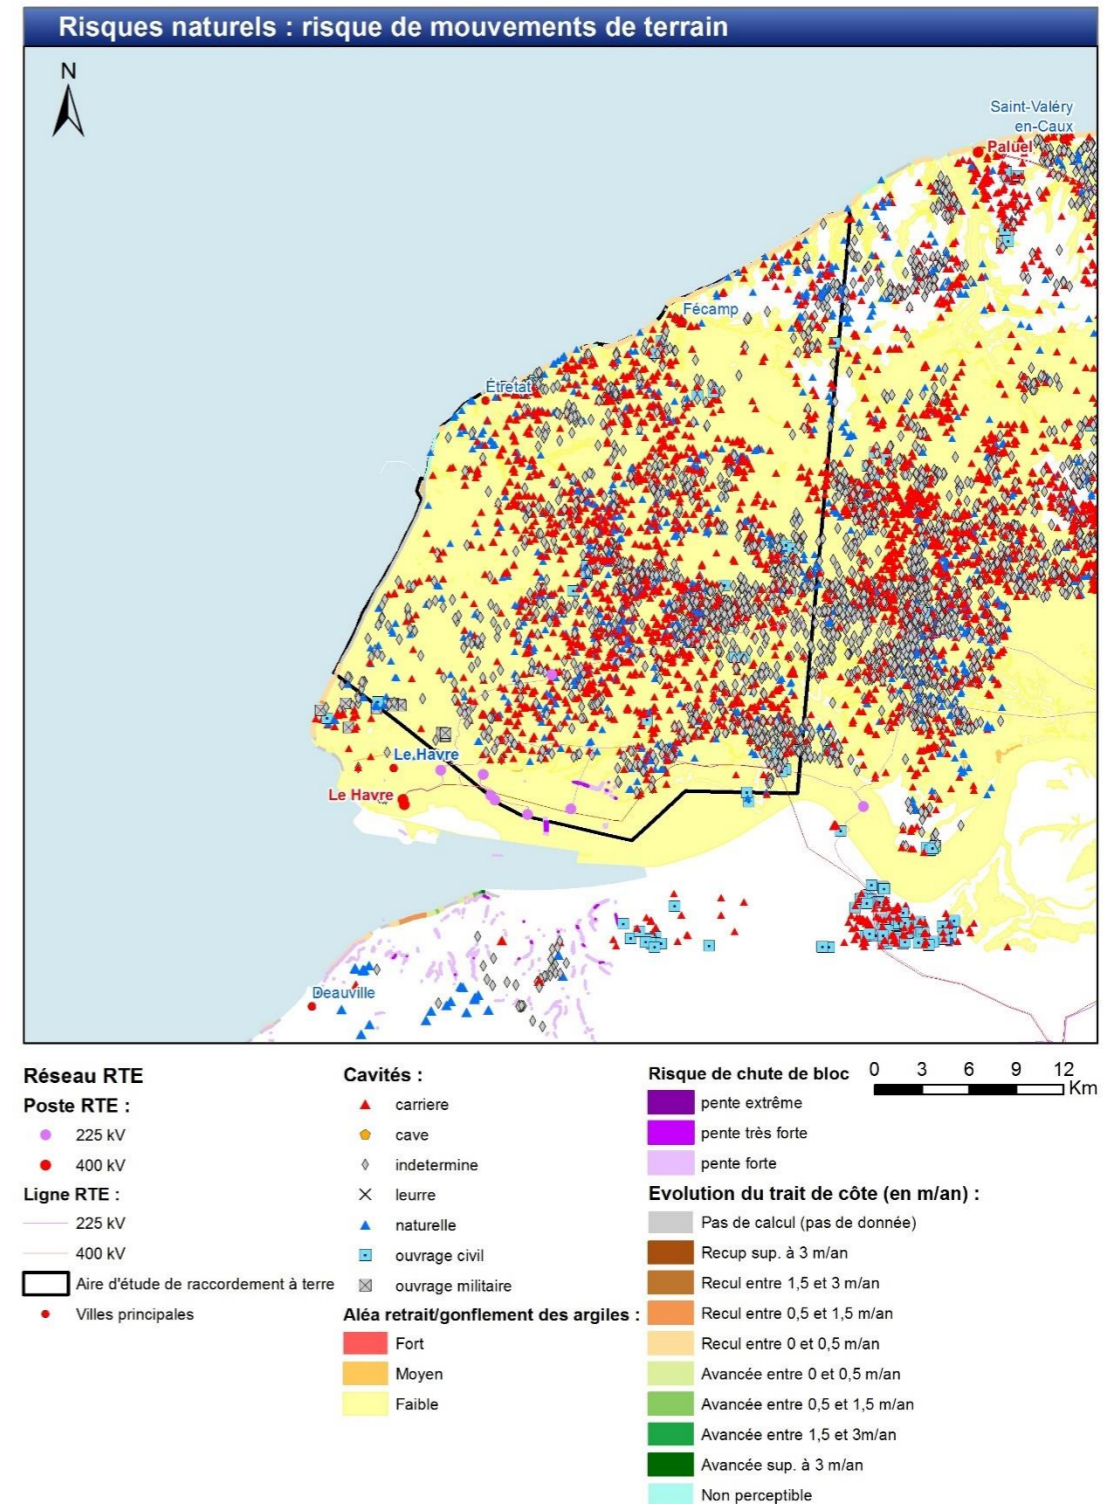 Risques naturels : risque de mouvements de terrain
N
Saint-Valéry
en-Caux
Paluel
Fécamp
Étretat
Le Havre
Le Havre
Deauville
Réseau RTE
Poste RTE :
225 kV
400 kV
Ligne RTE :
225 kV
400 kV
Aire d'étude de raccordement à terre
Villes principales
Cavités :
carriere
cave
indetermine
leurre
naturelle
ouvrage civil
ouvrage militaire
Aléa retrait/gonflement des argiles :
Fort
Moyen
Faible
0 3 6 9 12
Km
Risque de chute de bloc
pente extrême
pente très forte
pente forte
Evolution du trait de côte (en m/an) :
Pas de calcul (pas de donnée)
Recup sup. à 3 m/an
Recul entre 1,5 et 3 m/an
Recul entre 0,5 et 1,5 m/an
Recul entre 0 et 0,5 m/an
Avancée entre 0 et 0,5 m/an
Avancée entre 0,5 et 1,5 m/an
Avancée entre 1,5 et 3m/an
Avancée sup. à 3 m/an
Non perceptible